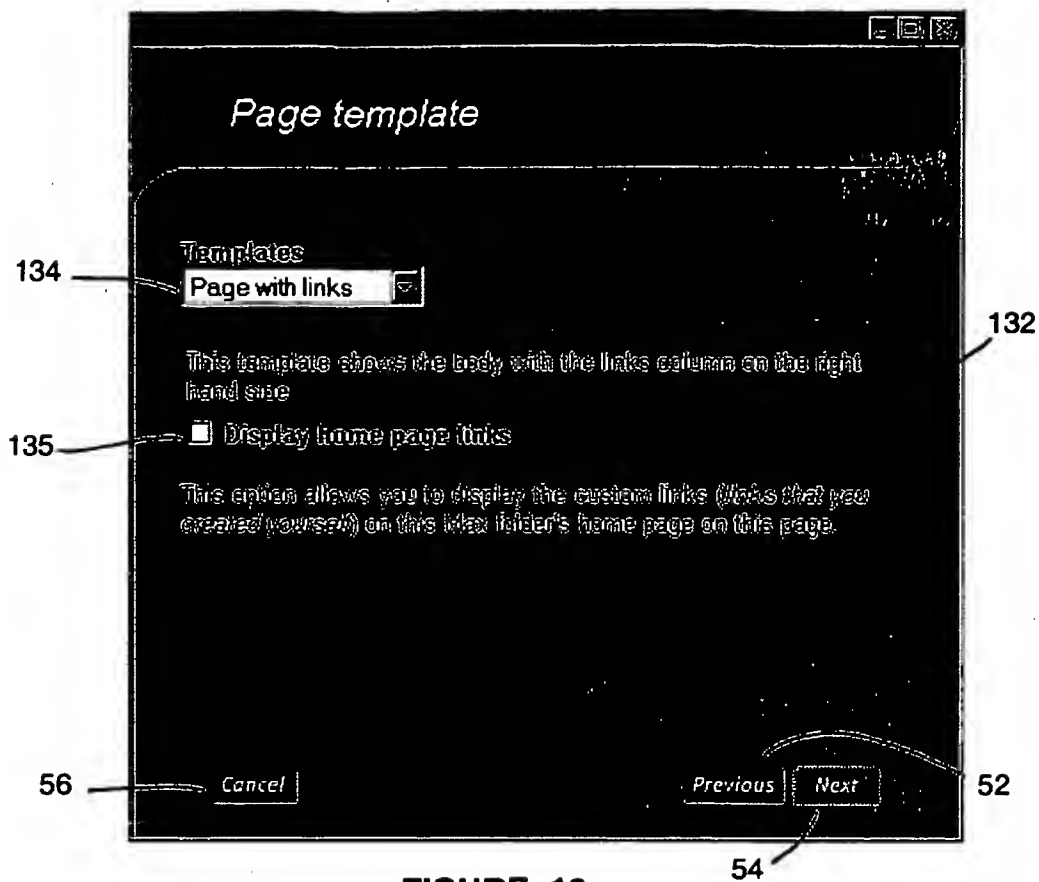 Page template
Templates
134
Page with links
132
This template shows the body with the links column on the right
hand side
135
Display home page links
This option allows you to display the custom links (links that you
created yourself) on this Max folder's home page on this page.
56
Cancel
Previous
Next
52
54